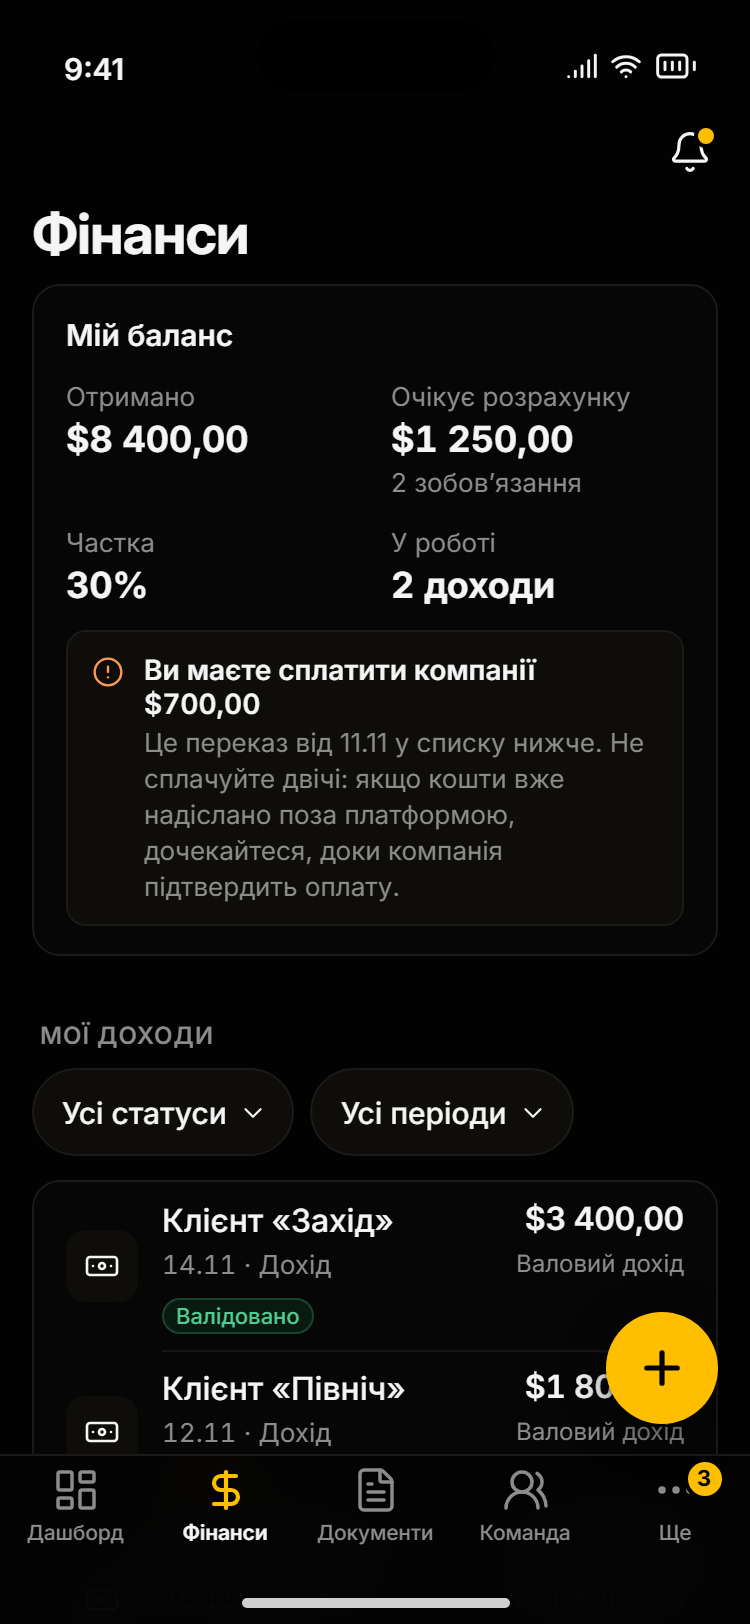 9:41
Фінанси
Мій баланс
Отримано
$8 400,00
Очікує розрахунку
$1 250,00
2 зобов’язання
Частка
30%
У роботі
2 доходи
Ви маєте сплатити компанії
$700,00
Це переказ від 11.11 у списку нижче. Не
сплачуйте двічі: якщо кошти вже
надіслано поза платформою,
дочекайтеся, доки компанія
підтвердить оплату.
МОЇ ДОХОДИ
Усі статуси
Усі періоди
Клієнт «Захід»
$3 400,00
14.11 · Дохід
Валовий дохід
Валідовано
Клієнт «Північ»
$1 80
12.11 · Дохід
Валовий дохід
Дашборд
Фінанси
Документи
Команда
3
Ще